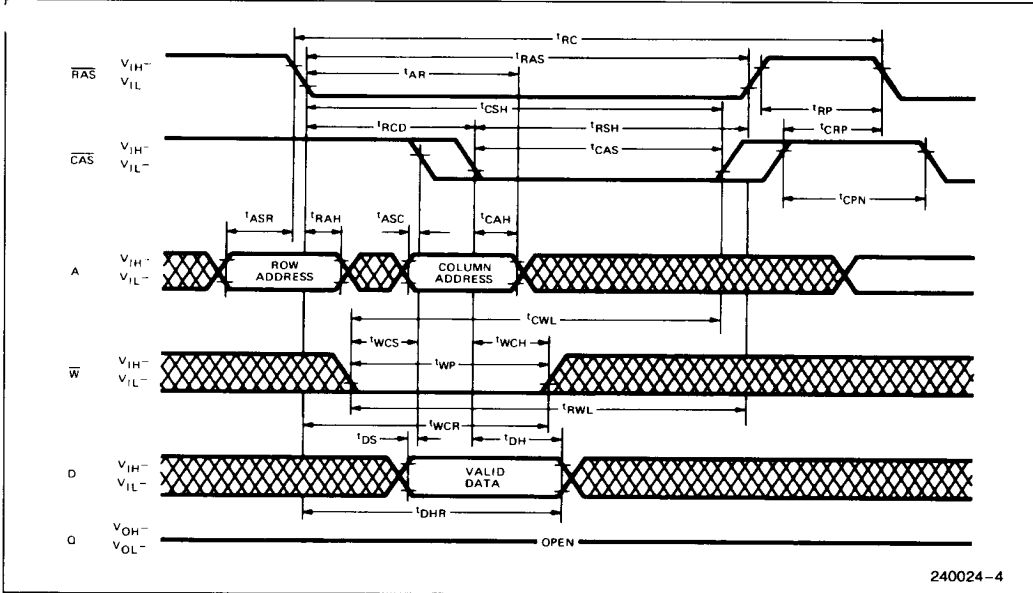 tRC
tRAS
RAS VIH-
VIL
tAR
tCSH
tRP
tRCD
tRSH
tCRP
CAS VIH-
VIL-
tCAS
tCPN
tASR
tRAH
tASC
tCAH
A VIH-
VIL-
ROW
ADDRESS
COLUMN
ADDRESS
tCWL
tWCS
tWCH
W VIH-
VIL-
tWP
tRWL
tWCR
tDS
tDH
D VIH-
VIL-
VALID
DATA
tDHR
Q VOH-
VOL-
OPEN
240024-4